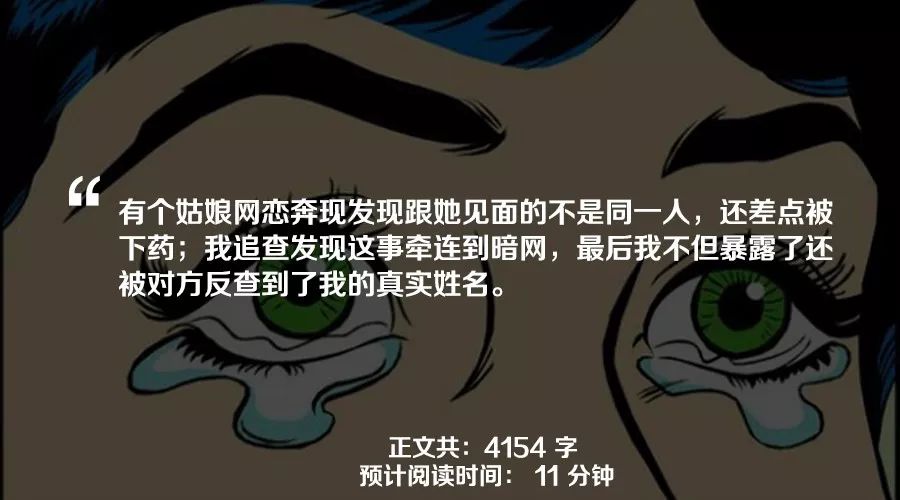 “
有个姑娘网恋奔现发现跟她见面的不是同一人，还差点被
下药；我追查发现这事牵连到暗网，最后我不但暴露了还
被对方反查到了我的真实姓名。
正文共：4154 字
预计阅读时间： 11 分钟